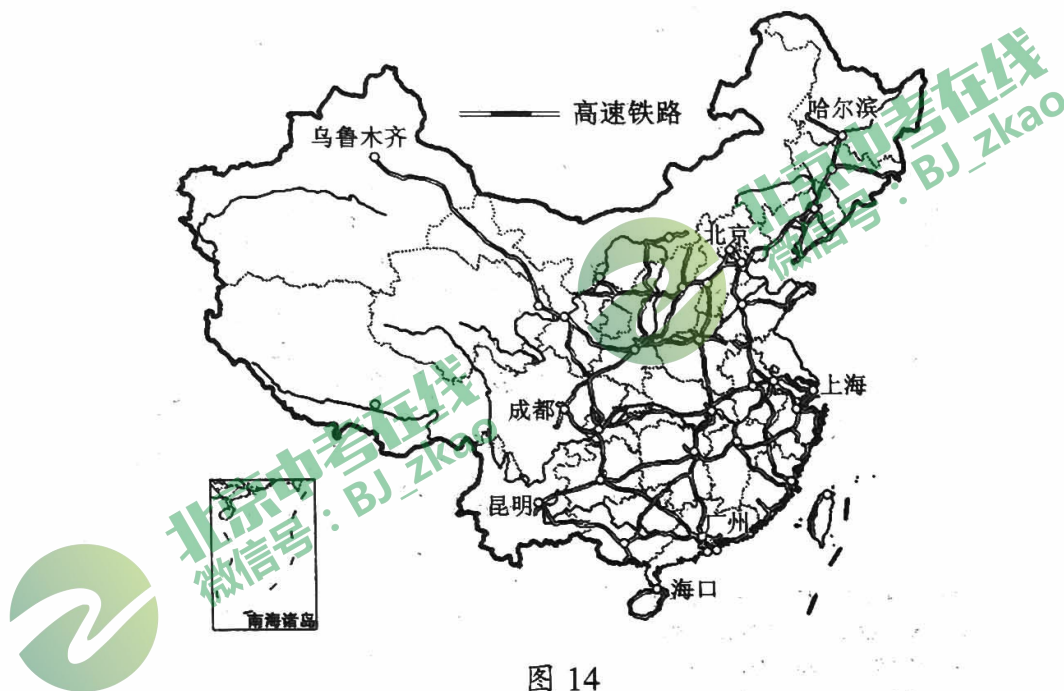 哈尔滨
高速铁路
乌鲁木齐
北京
上海
成都
昆明
广州
海口
南海诸岛
图 14
北京中考在线
微信号：BJ_zkao
北京中考在线
微信号：BJ_zkao